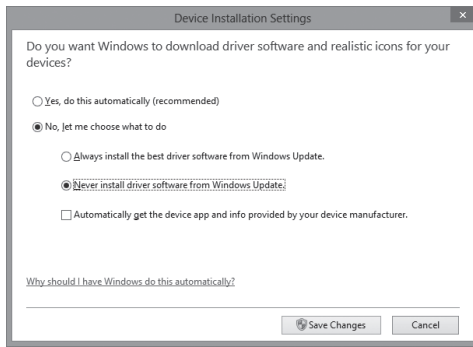 Device Installation Settings
Do you want Windows to download driver software and realistic icons for your
devices?
Yes, do this automatically (recommended)
No, let me choose what to do
Always install the best driver software from Windows Update.
Never install driver software from Windows Update.
Automatically get the device app and info provided by your device manufacturer.
Why should I have Windows do this automatically?
Save Changes Cancel